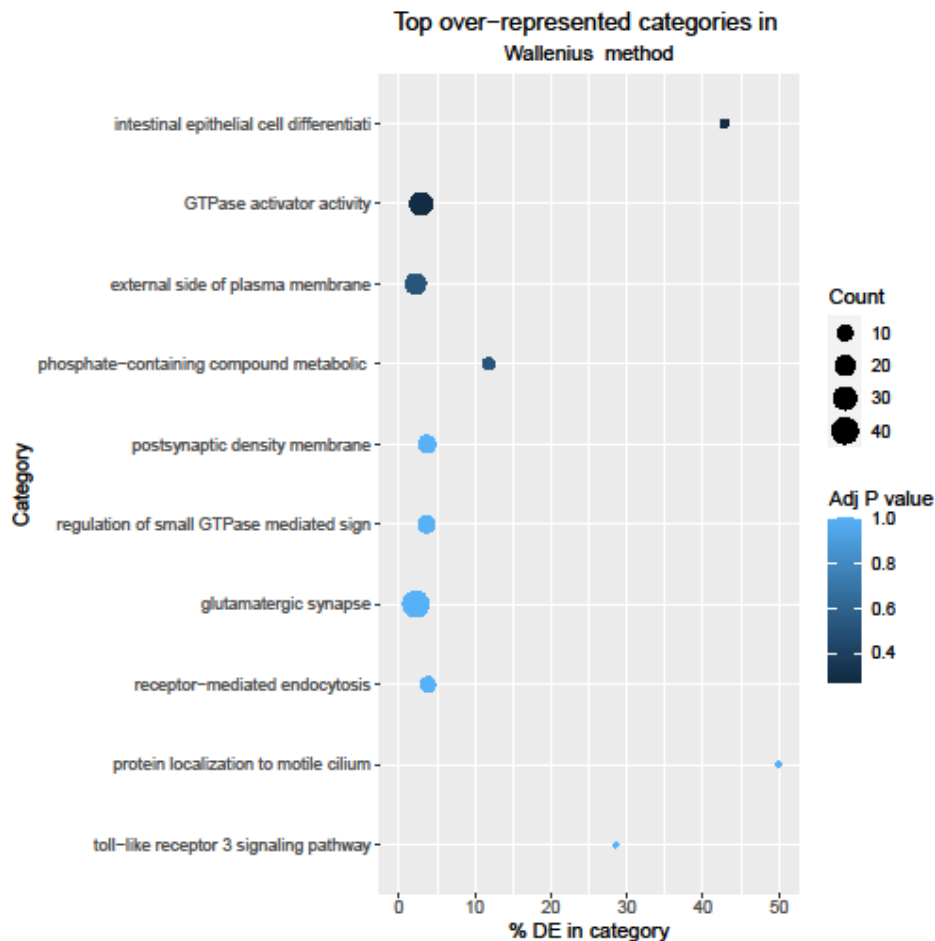 Top over−represented categories in
Wallenius method
Category
intestinal epithelial cell differentiati
GTPase activator activity
external side of plasma membrane
phosphate−containing compound metabolic
postsynaptic density membrane
regulation of small GTPase mediated sign
glutamatergic synapse
receptor−mediated endocytosis
protein localization to motile cilium
toll−like receptor 3 signaling pathway
0 10 20 30 40 50
% DE in category
Count
10
20
30
40
Adj P value
1.0
0.8
0.6
0.4